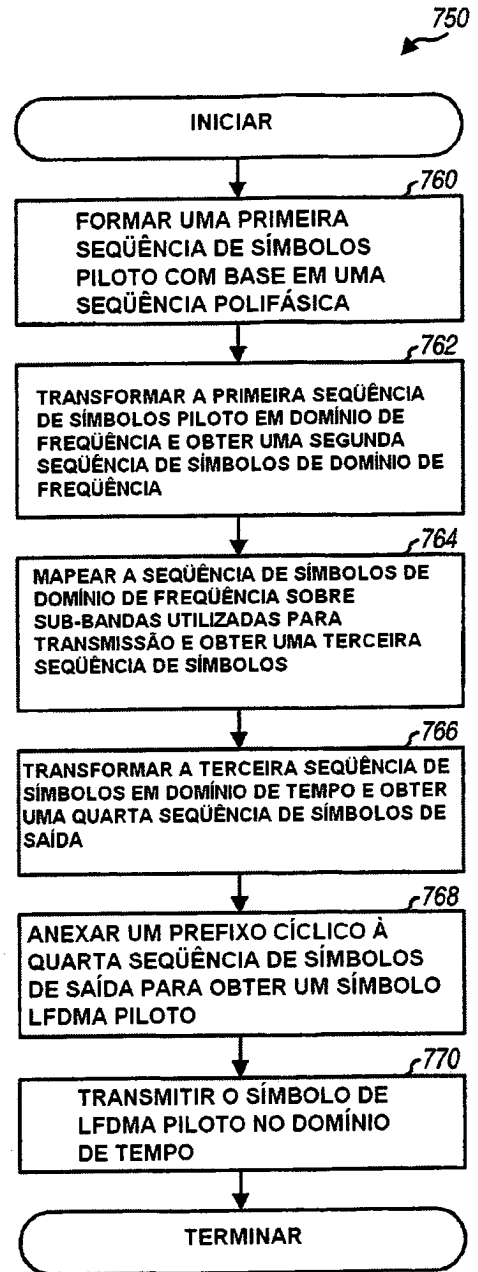 750
INICIAR
760
FORMAR UMA PRIMEIRA
SEQÜÊNCIA DE SÍMBOLOS
PILOTO COM BASE EM UMA
SEQÜÊNCIA POLIFÁSICA
762
TRANSFORMAR A PRIMEIRA SEQÜÊNCIA
DE SÍMBOLOS PILOTO EM DOMÍNIO DE
FREQÜÊNCIA E OBTER UMA SEGUNDA
SEQÜÊNCIA DE SÍMBOLOS DE DOMÍNIO DE
FREQÜÊNCIA
764
MAPEAR A SEQÜÊNCIA DE SÍMBOLOS DE
DOMÍNIO DE FREQÜÊNCIA SOBRE
SUB-BANDAS UTILIZADAS PARA
TRANSMISSÃO E OBTER UMA TERCEIRA
SEQÜÊNCIA DE SÍMBOLOS
766
TRANSFORMAR A TERCEIRA SEQÜÊNCIA DE
SÍMBOLOS EM DOMÍNIO DE TEMPO E OBTER
UMA QUARTA SEQÜÊNCIA DE SÍMBOLOS DE
SAÍDA
768
ANEXAR UM PREFIXO CÍCLICO À
QUARTA SEQÜÊNCIA DE SÍMBOLOS
DE SAÍDA PARA OBTER UM SÍMBOLO
LFDMA PILOTO
770
TRANSMITIR O SÍMBOLO DE
LFDMA PILOTO NO DOMÍNIO
DE TEMPO
TERMINAR